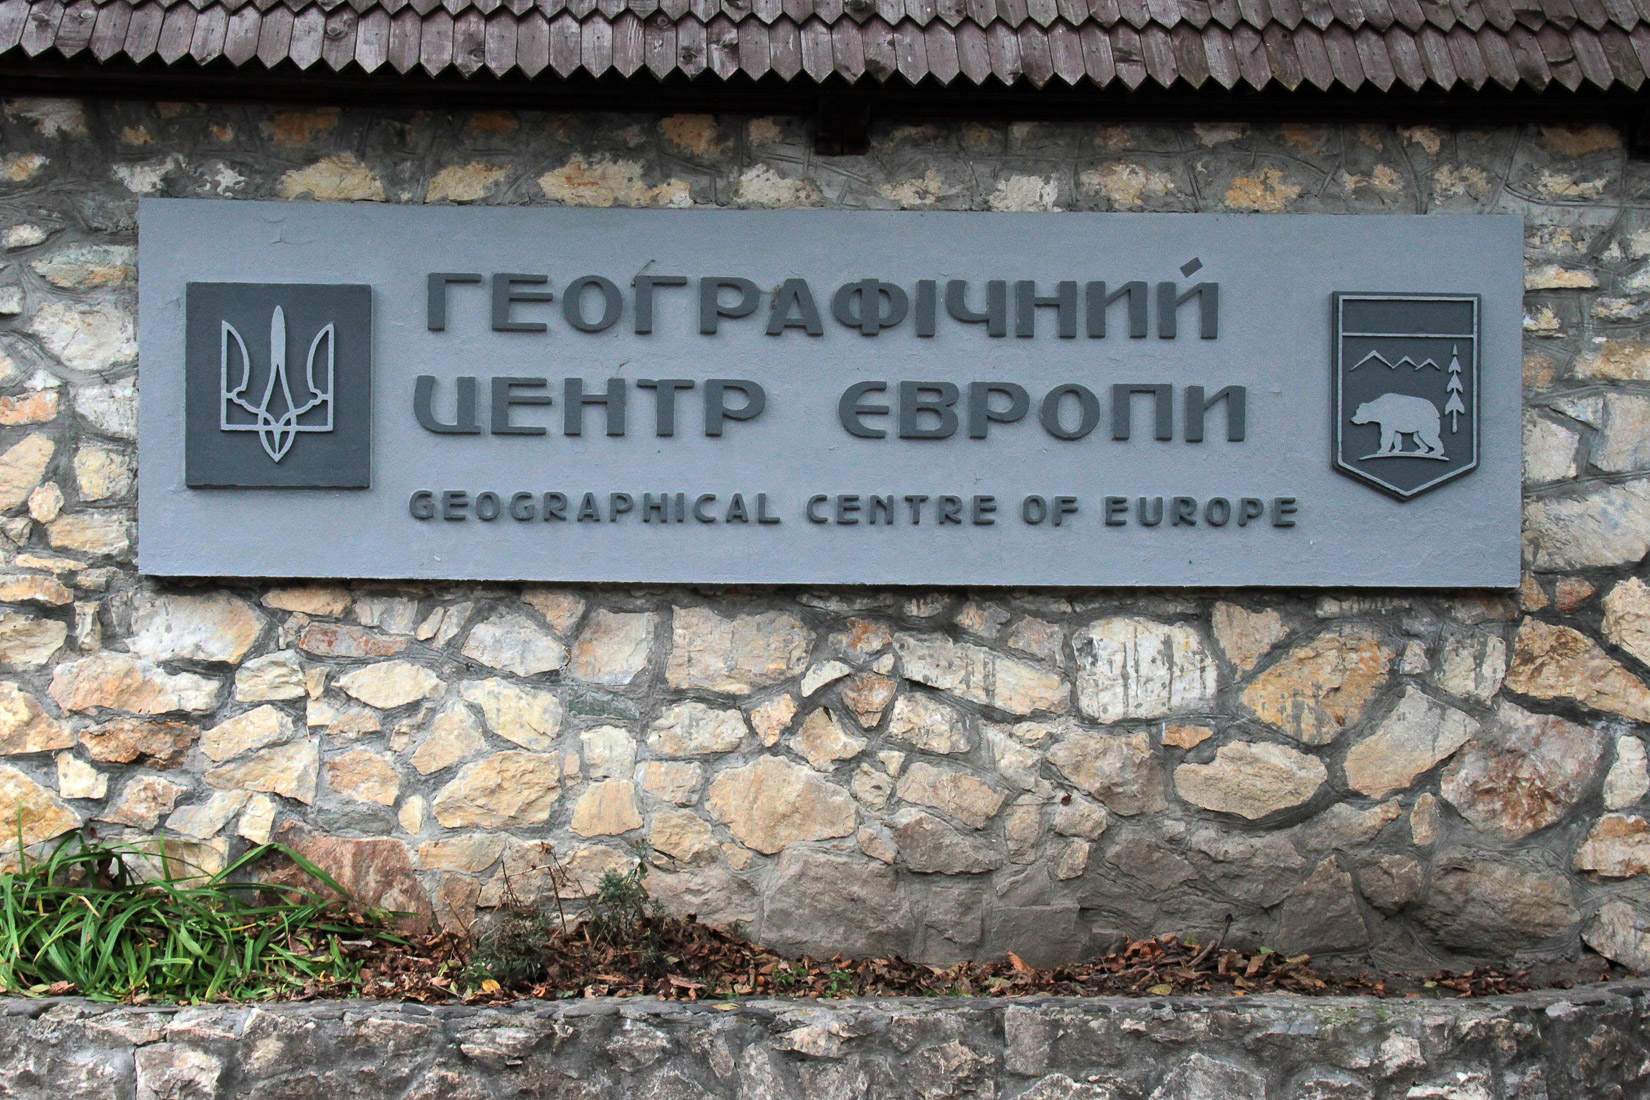 ГЕОГРАФІЧНИЙ
ЦЕНТР ЄВРОПИ
GEOGRAPHICAL CENTRE OF EUROPE